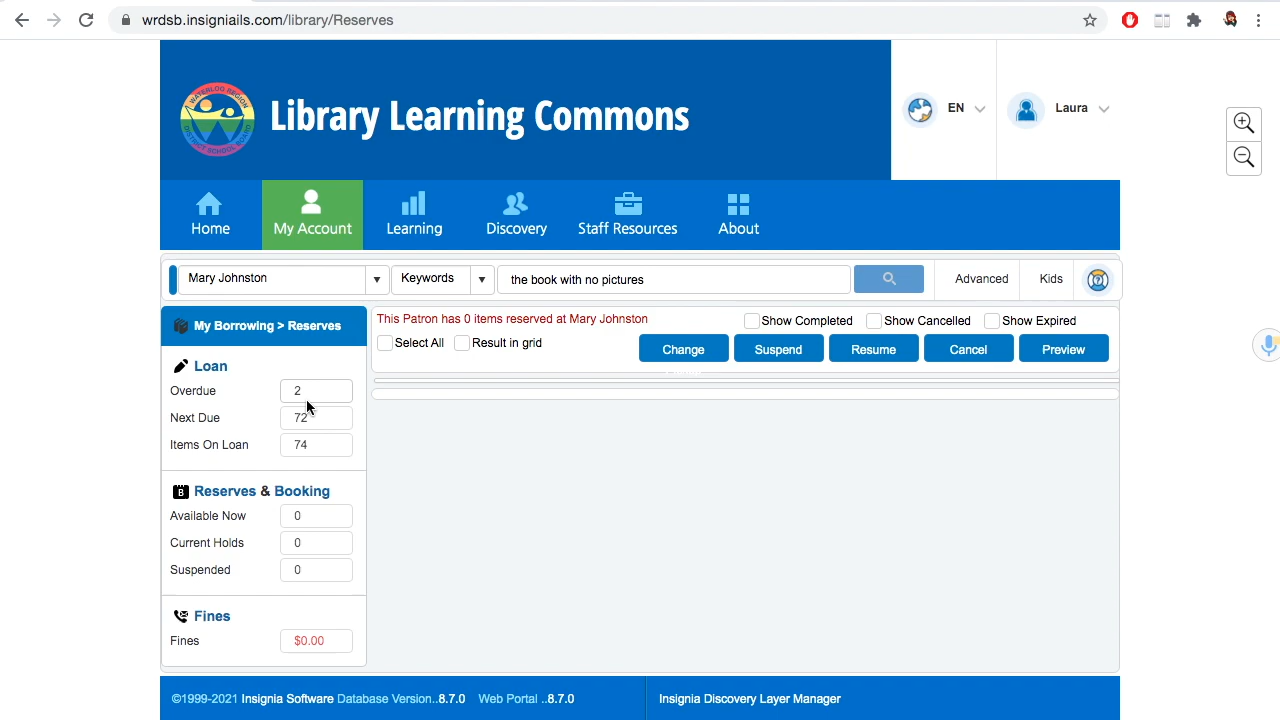 wrdsb.insigniails.com/library/Reserves
WATERLOO REGION
DISTRICT SCHOOL BOARD
Library Learning Commons
EN
Laura
Home
My Account
Learning
Discovery
Staff Resources
About
Mary Johnston
Keywords
the book with no pictures
Advanced
Kids
My Borrowing > Reserves
This Patron has 0 items reserved at Mary Johnston
Show Completed
Show Cancelled
Show Expired
Select All
Result in grid
Change
Suspend
Resume
Cancel
Preview
Loan
Overdue 2
Next Due 72
Items On Loan 74
Reserves & Booking
Available Now 0
Current Holds 0
Suspended 0
Fines
Fines $0.00
©1999-2021 Insignia Software Database Version..8.7.0 Web Portal ..8.7.0
Insignia Discovery Layer Manager